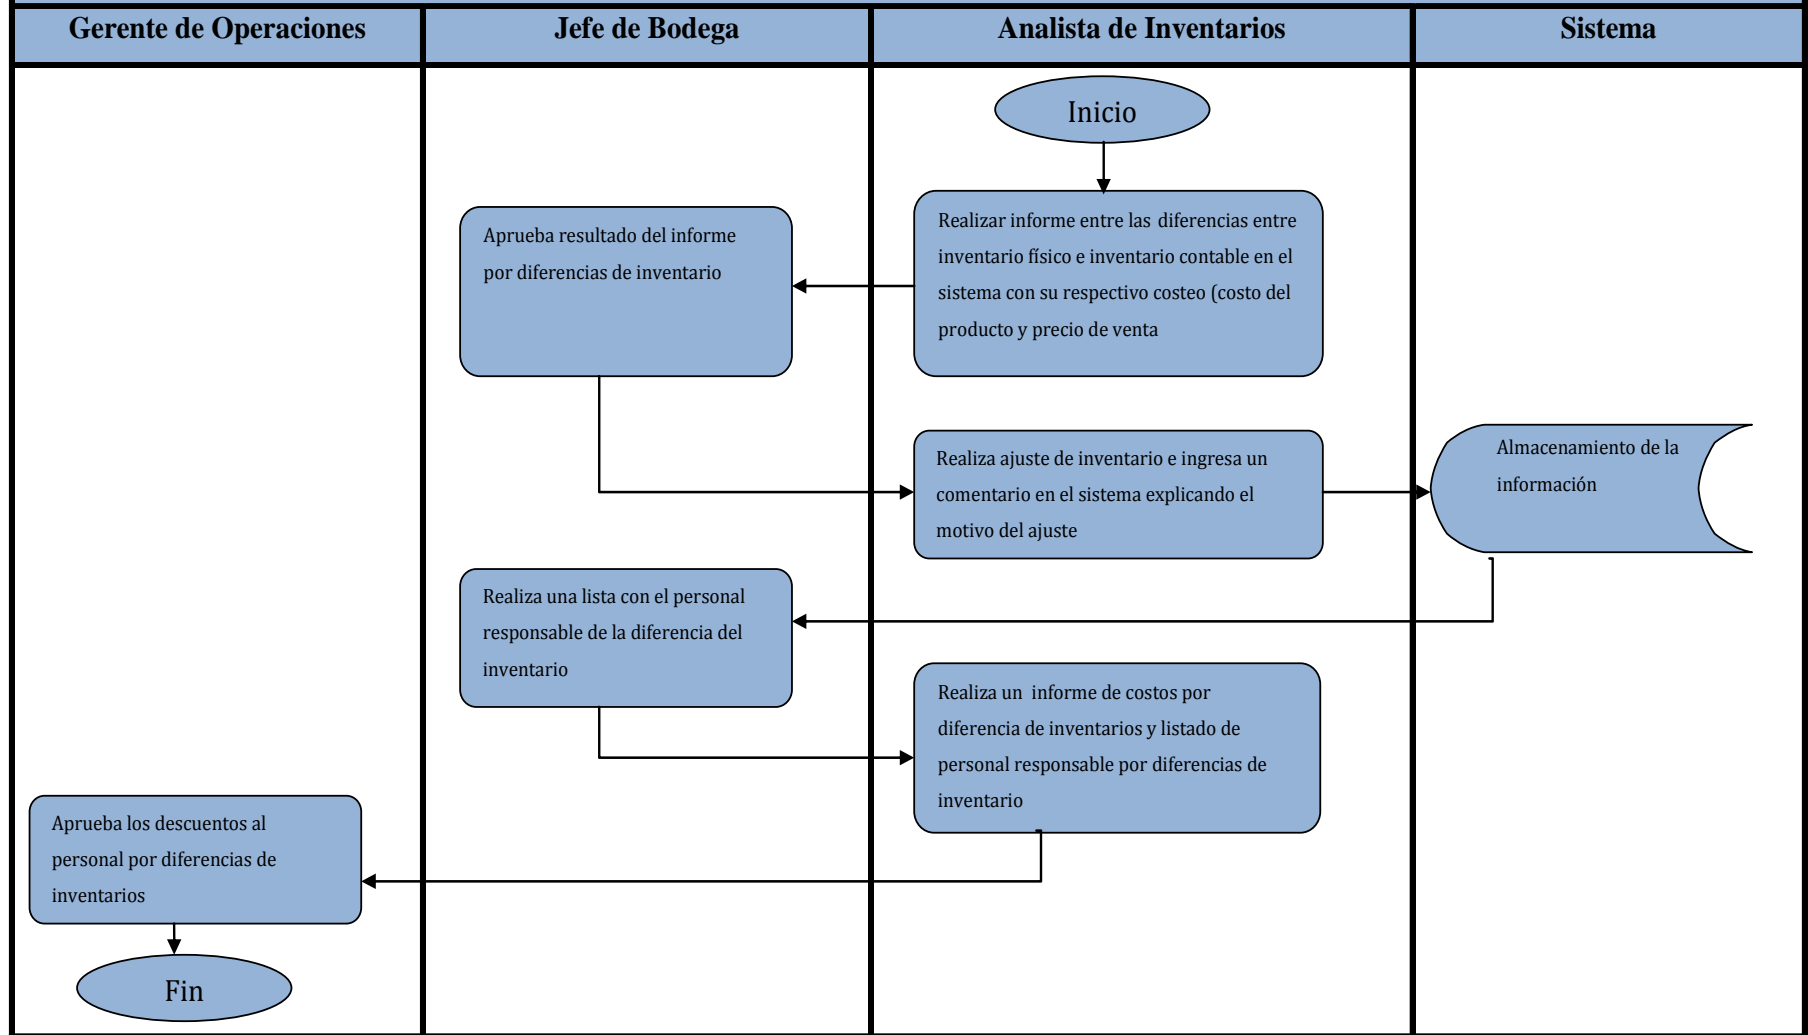 Gerente de Operaciones
Jefe de Bodega
Analista de Inventarios
Sistema
Inicio
Realizar informe entre las diferencias entre
inventario físico e inventario contable en el
sistema con su respectivo costeo (costo del
producto y precio de venta
Aprueba resultado del informe
por diferencias de inventario
Realiza ajuste de inventario e ingresa un
comentario en el sistema explicando el
motivo del ajuste
Almacenamiento de la
información
Realiza una lista con el personal
responsable de la diferencia del
inventario
Realiza un informe de costos por
diferencia de inventarios y listado de
personal responsable por diferencias de
inventario
Aprueba los descuentos al
personal por diferencias de
inventarios
Fin